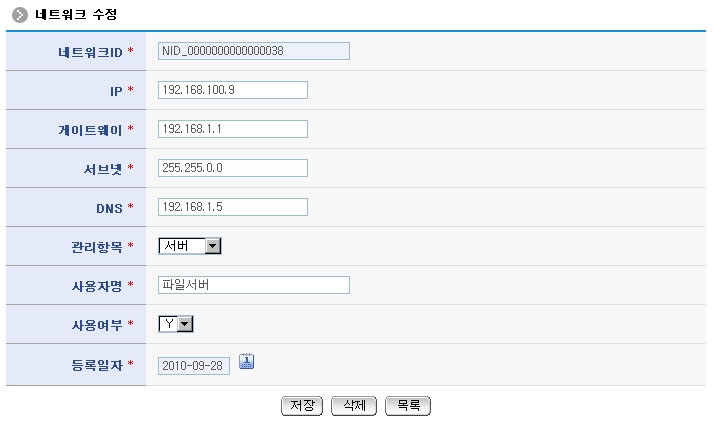 네트워크 수정
네트워크ID * NID_0000000000000038
IP * 192.168.100.9
게이트웨이 * 192.168.1.1
서브넷 * 255.255.0.0
DNS * 192.168.1.5
관리항목 * 서버
사용자명 * 파일서버
사용여부 * Y
등록일자 * 2010-09-28 1
저장 삭제 목록